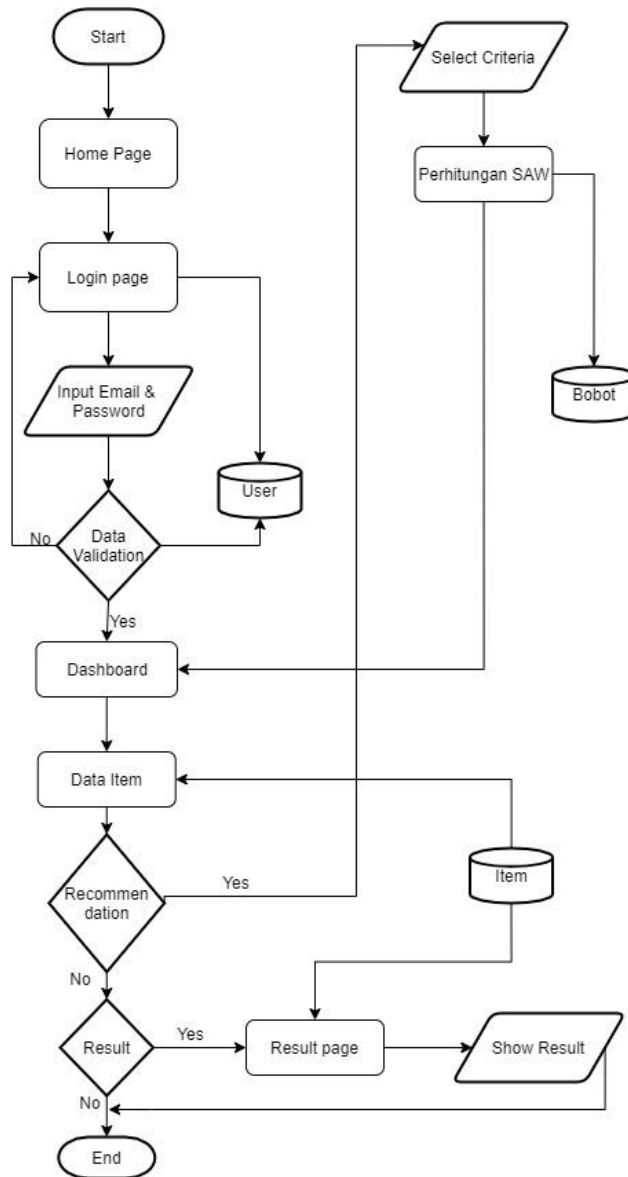 Start
Select Criteria
Home Page
Perhitungan SAW
Login page
Input Email &
Password
Bobot
User
No
Data
Validation
Yes
Dashboard
Data Item
Recommen
dation
Yes
Item
No
Result
Yes
Result page
Show Result
No
End